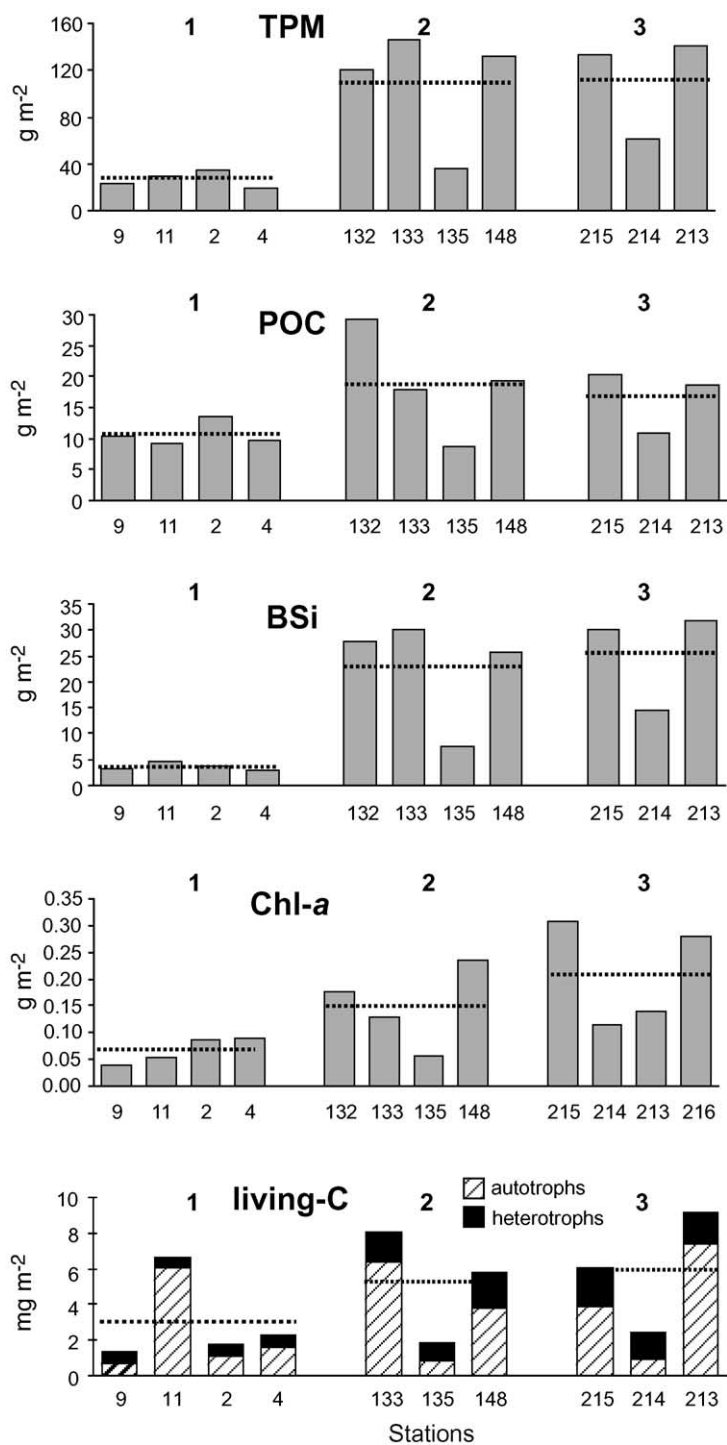 1 TPM 2 3
160
120
80
40
0
g m-2
9 11 2 4 132 133 135 148 215 214 213
1 2 3
POC
30
25
20
15
10
5
0
g m-2
9 11 2 4 132 133 135 148 215 214 213
1 2 3
BSi
35
30
25
20
15
10
5
0
g m-2
9 11 2 4 132 133 135 148 215 214 213
1 2 3
Chl-a
0.35
0.30
0.25
0.20
0.15
0.10
0.05
0.00
g m-2
9 11 2 4 132 133 135 148 215 214 213 216
1 living-C 2 3
autotrophs
heterotrophs
10
8
6
4
2
0
mg m-2
9 11 2 4 133 135 148 215 214 213
Stations